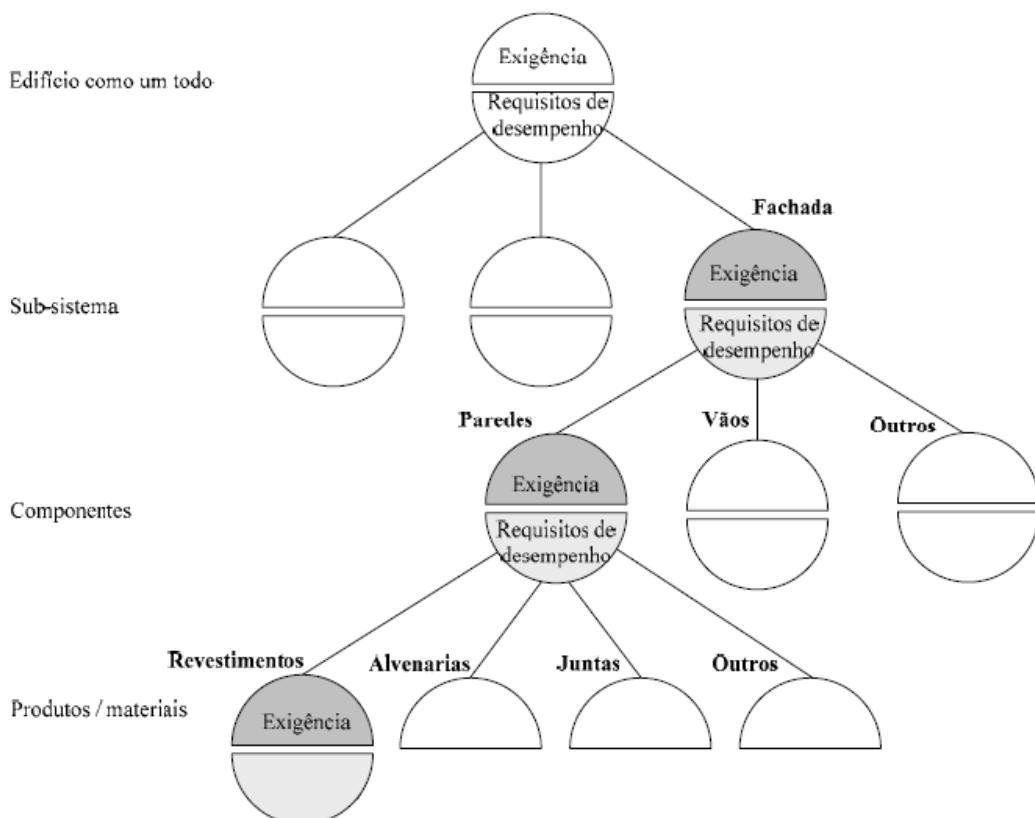 Edifício como um todo
Exigência
Requisitos de
desempenho
Fachada
Sub-sistema
Exigência
Requisitos de
desempenho
Paredes
Vãos
Outros
Componentes
Exigência
Requisitos de
desempenho
Revestimentos
Alvenarias
Juntas
Outros
Produtos / materiais
Exigência